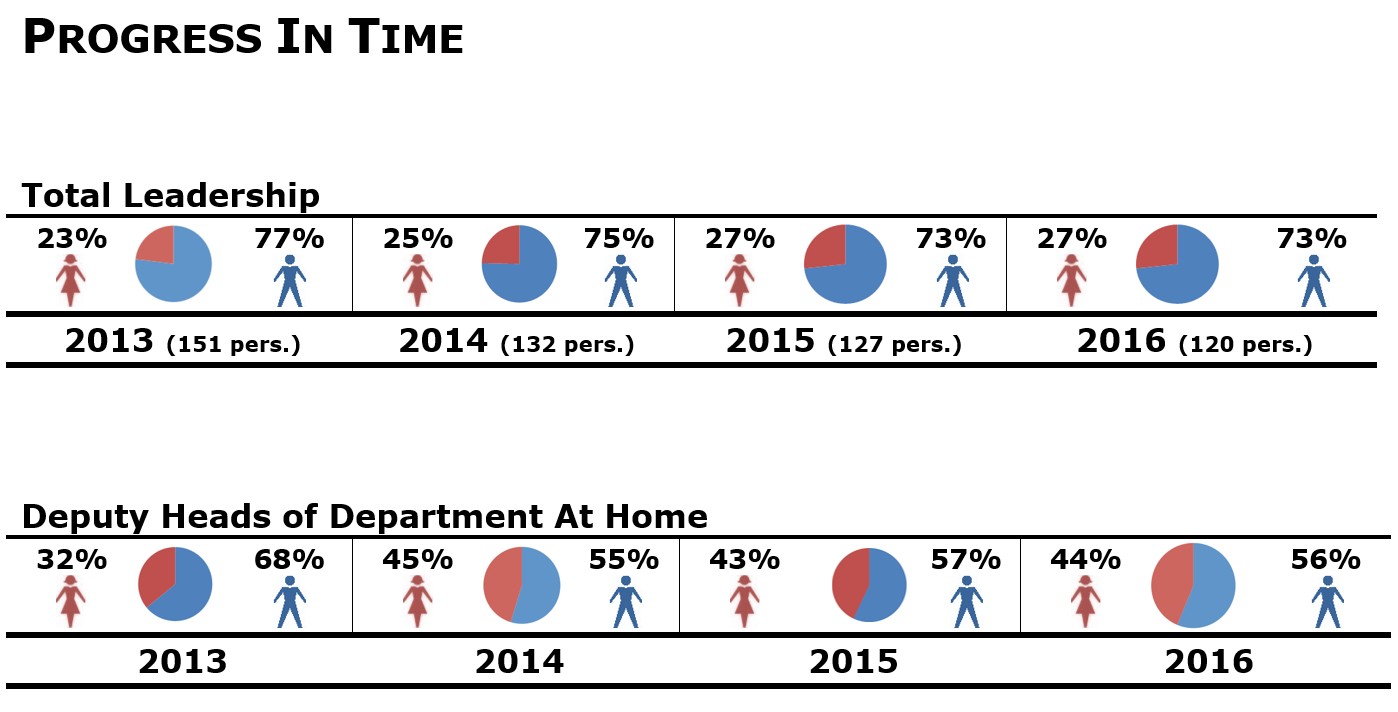 PROGRESS IN TIME
Total Leadership
23% 77% 25% 75% 27% 73% 27% 73%
2013 (151 pers.) 2014 (132 pers.) 2015 (127 pers.) 2016 (120 pers.)
Deputy Heads of Department At Home
32% 68% 45% 55% 43% 57% 44% 56%
2013 2014 2015 2016